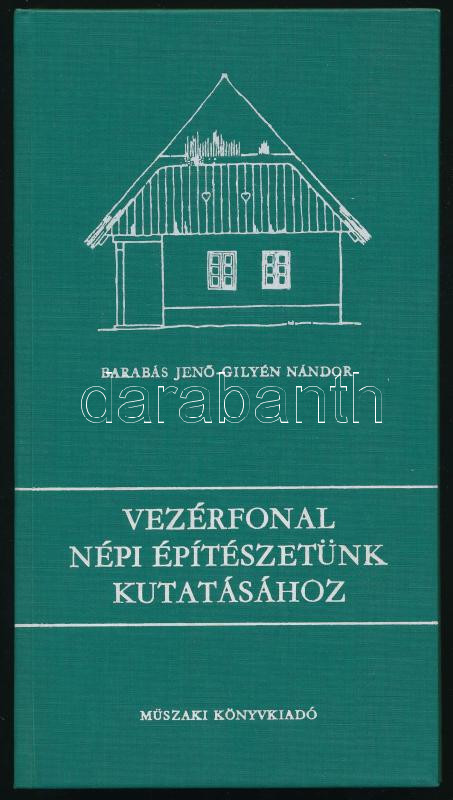 BARABÁS JENŐ-GILYÉN NÁNDOR
darabanth
VEZÉRFONAL
NÉPI ÉPÍTÉSZETÜNK
KUTATÁSÁHOZ
MŰSZAKI KÖNYVKIADÓ